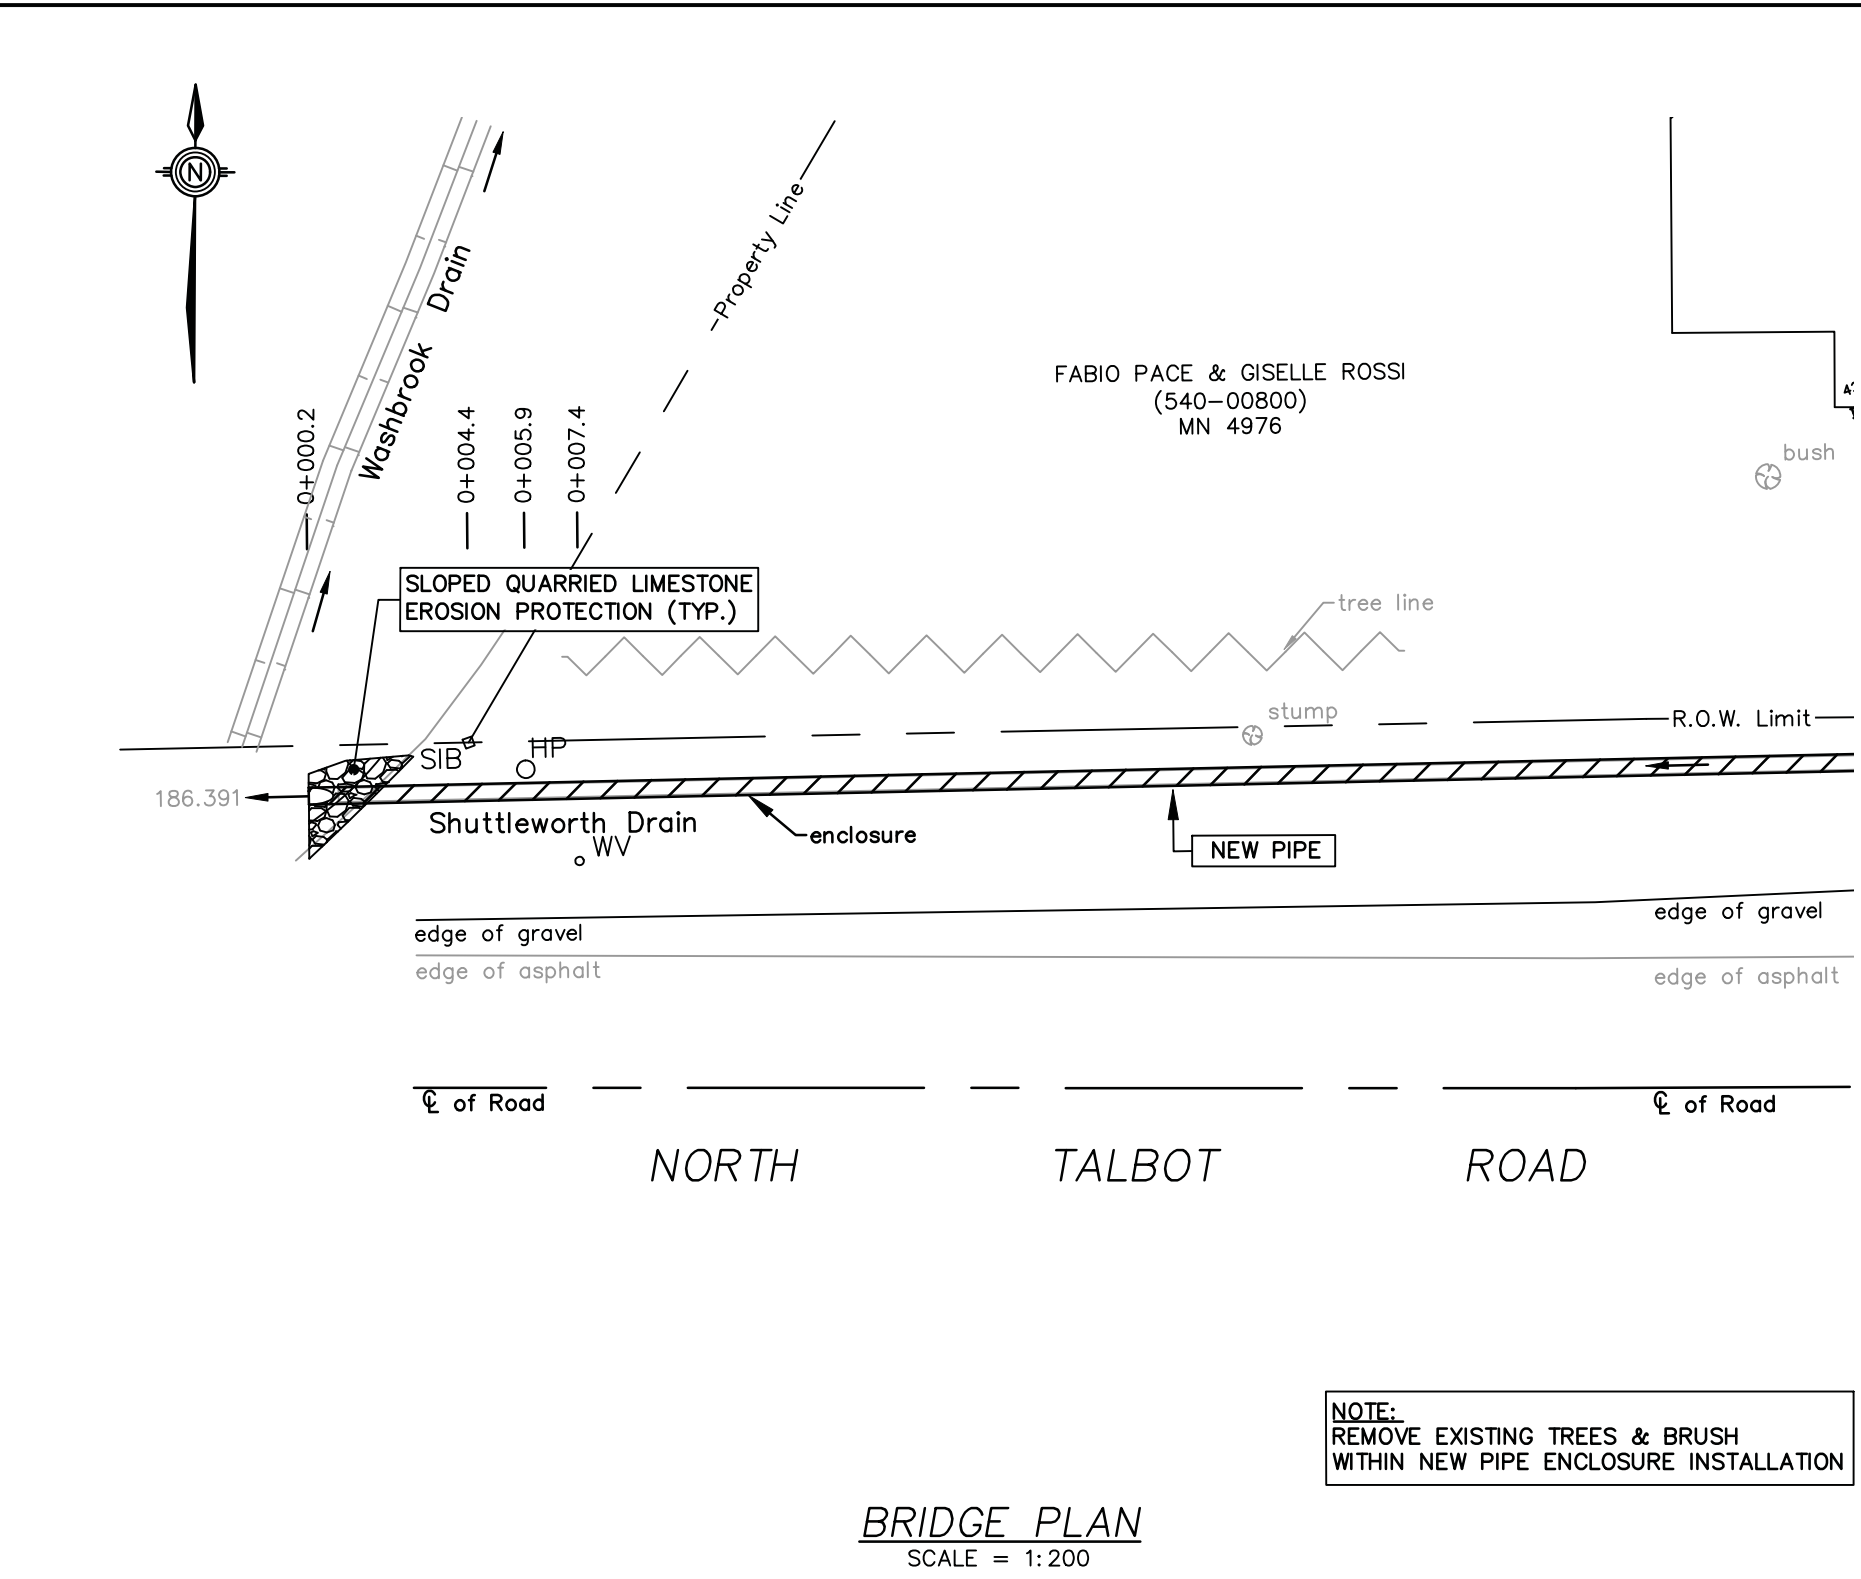 N
Property Line
Washbrook Drain
FABIO PACE & GISELLE ROSSI
(540-00800)
MN 4976
0+000.2
0+004.4
0+005.9
0+007.4
bush
SLOPED QUARRIED LIMESTONE
EROSION PROTECTION (TYP.)
tree line
stump
R.O.W. Limit
SIB
HP
186.391
Shuttleworth Drain
WV
enclosure
NEW PIPE
edge of gravel
edge of gravel
edge of asphalt
edge of asphalt
℄ of Road
℄ of Road
NORTH TALBOT ROAD
NOTE:
REMOVE EXISTING TREES & BRUSH
WITHIN NEW PIPE ENCLOSURE INSTALLATION
BRIDGE PLAN
SCALE = 1:200